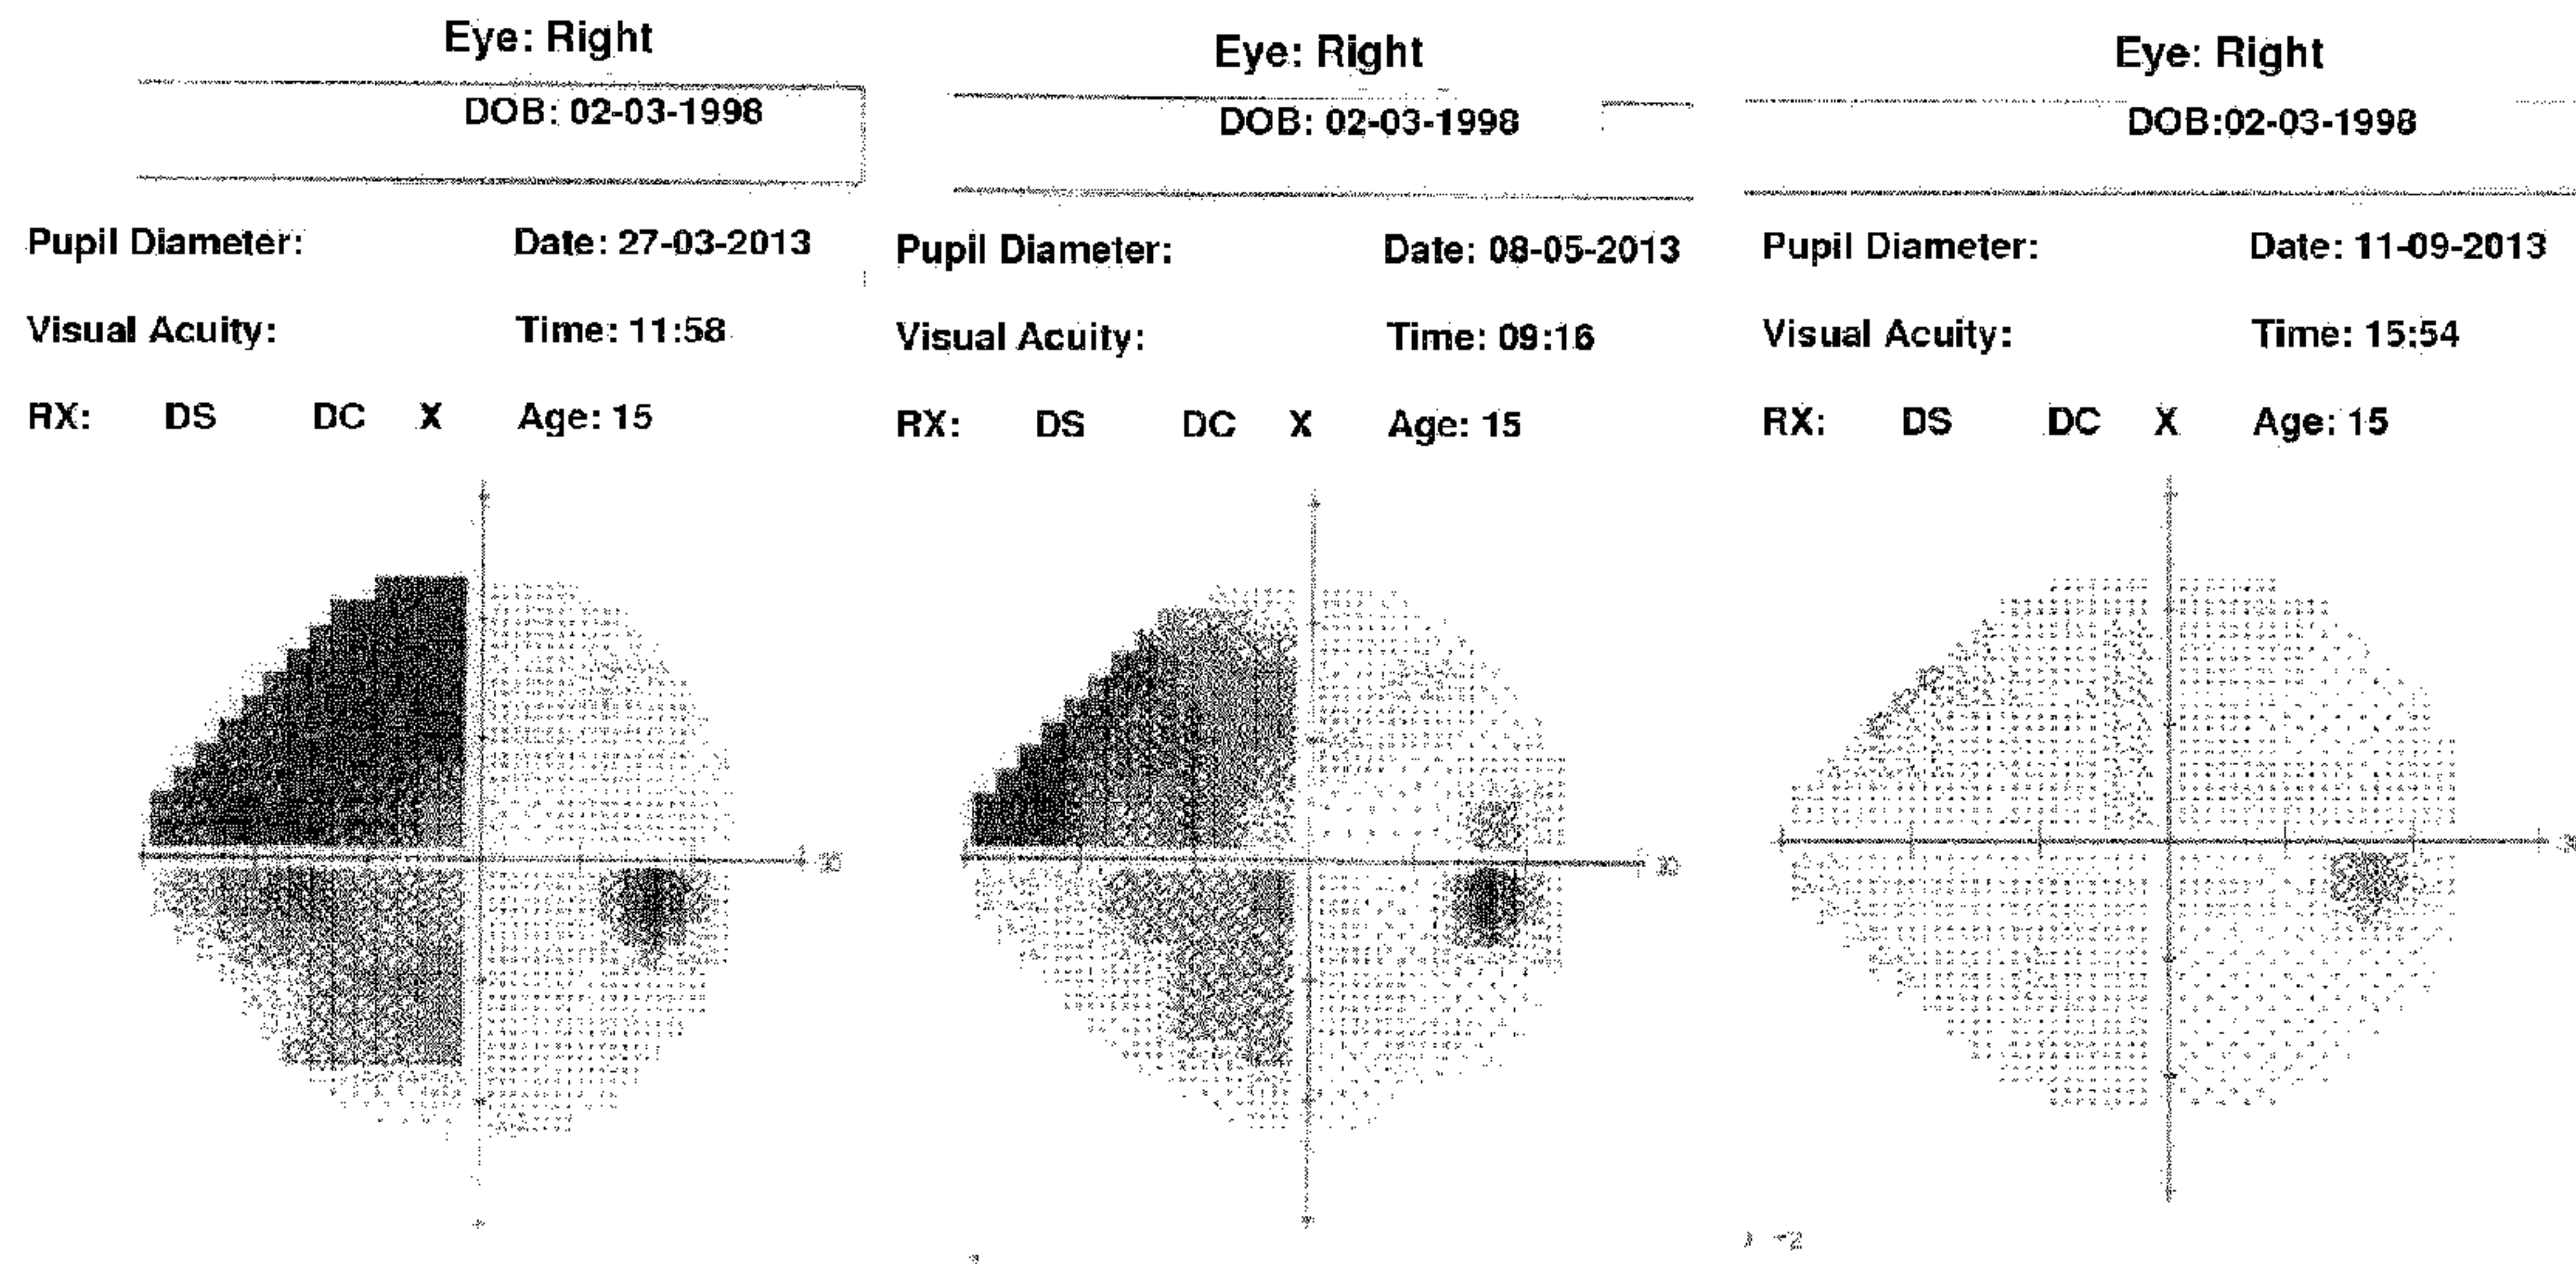 Eye: Right
DOB: 02-03-1998
Pupil Diameter: Date: 27-03-2013
Visual Acuity: Time: 11:58
RX: DS DC X Age: 15
30
Eye: Right
DOB: 02-03-1998
Pupil Diameter: Date: 08-05-2013
Visual Acuity: Time: 09:16
RX: DS DC X Age: 15
30
Eye: Right
DOB:02-03-1998
Pupil Diameter: Date: 11-09-2013
Visual Acuity: Time: 15:54
RX: DS DC X Age: 15